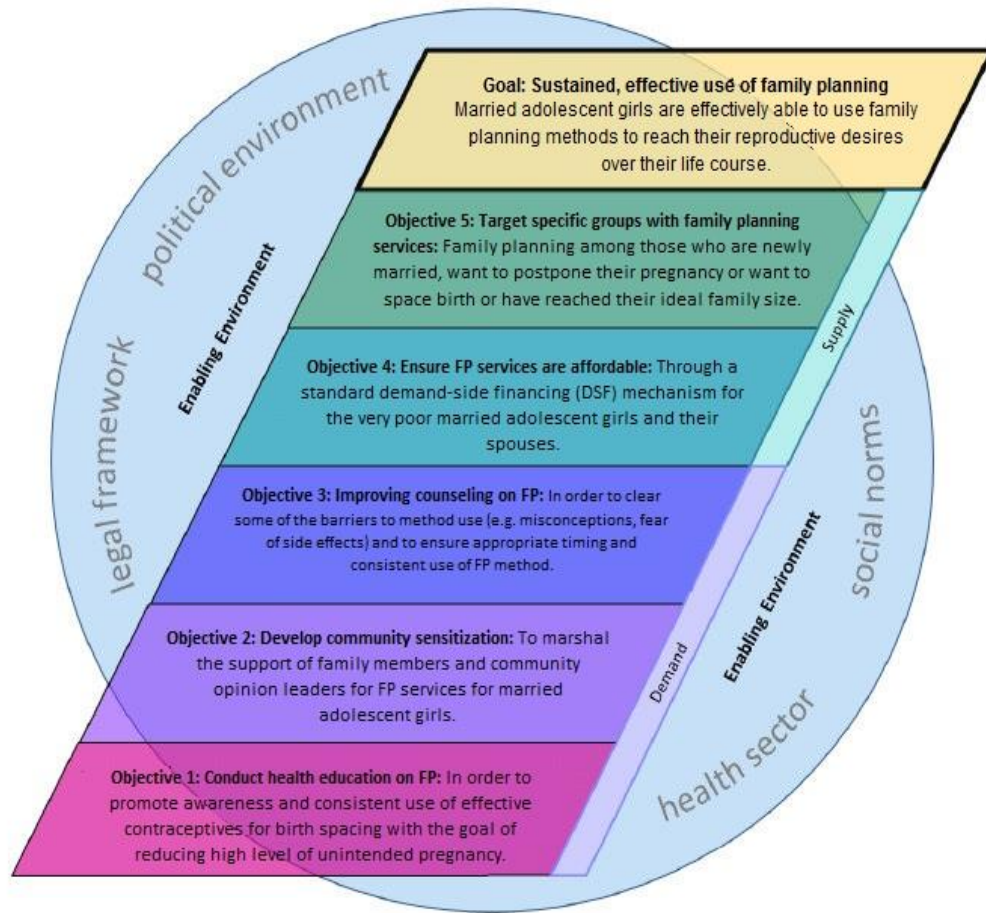 Goal: Sustained, effective use of family planning
Married adolescent girls are effectively able to use family
planning methods to reach their reproductive desires
over their life course.
Objective 5: Target specific groups with family planning
services: Family planning among those who are newly
married, want to postpone their pregnancy or want to
space birth or have reached their ideal family size.
Objective 4: Ensure FP services are affordable: Through a
standard demand-side financing (DSF) mechanism for
the very poor married adolescent girls and their
spouses.
Objective 3: Improving counseling on FP: In order to clear
some of the barriers to method use (e.g. misconceptions, fear
of side effects) and to ensure appropriate timing and
consistent use of FP method.
Objective 2: Develop community sensitization: To marshal
the support of family members and community
opinion leaders for FP services for married
adolescent girls.
Objective 1: Conduct health education on FP: In order to
promote awareness and consistent use of effective
contraceptives for birth spacing with the goal of
reducing high level of unintended pregnancy.
political environment
legal framework
Enabling Environment
Supply
Demand
Enabling Environment
social norms
health sector